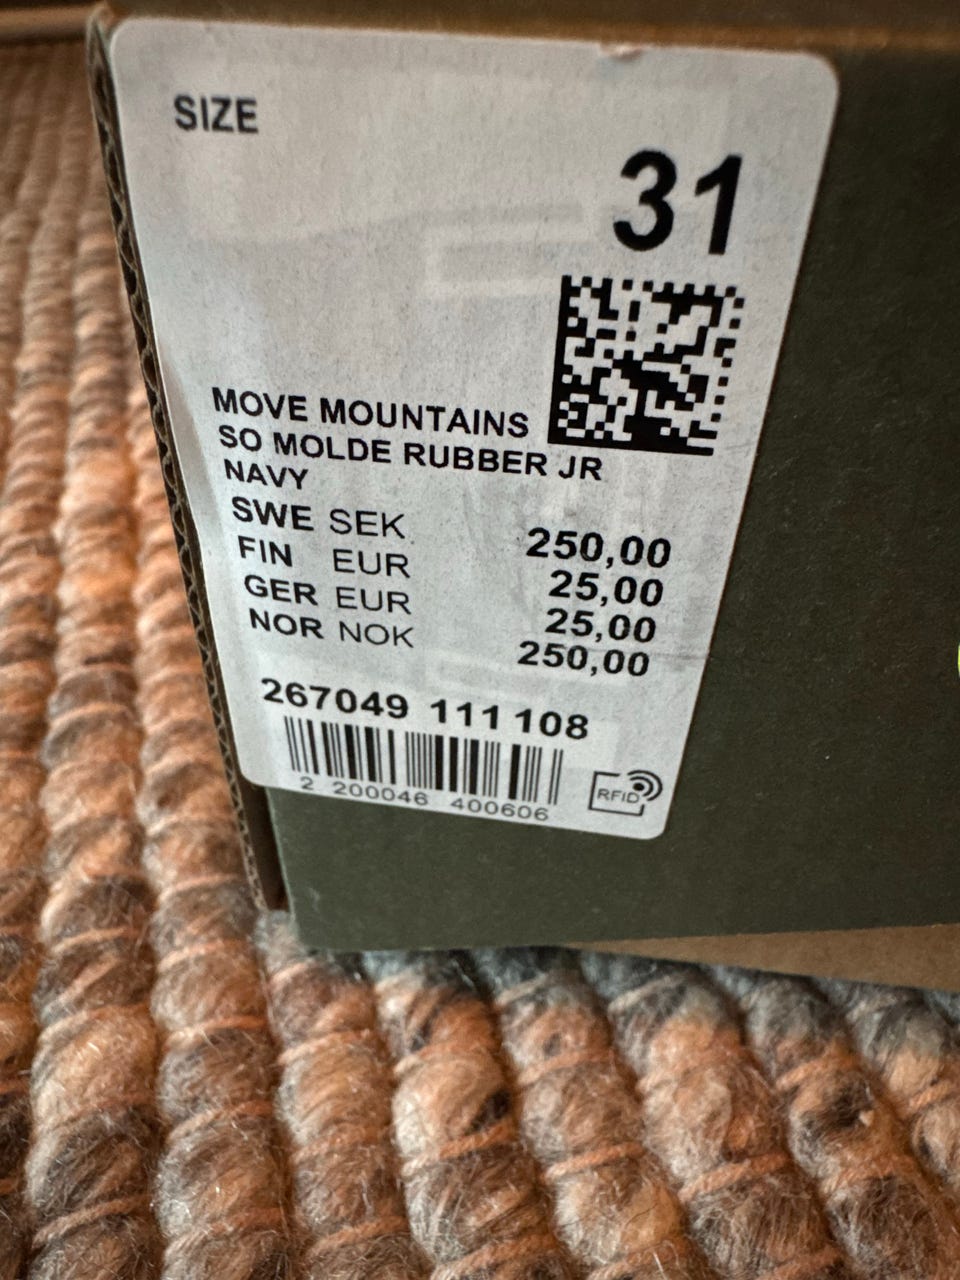 SIZE
31
MOVE MOUNTAINS
SO MOLDE RUBBER JR
NAVY
SWE SEK 250,00
FIN EUR 25,00
GER EUR 25,00
NOR NOK 250,00
267049 111 108
2 200046 400606
RFID